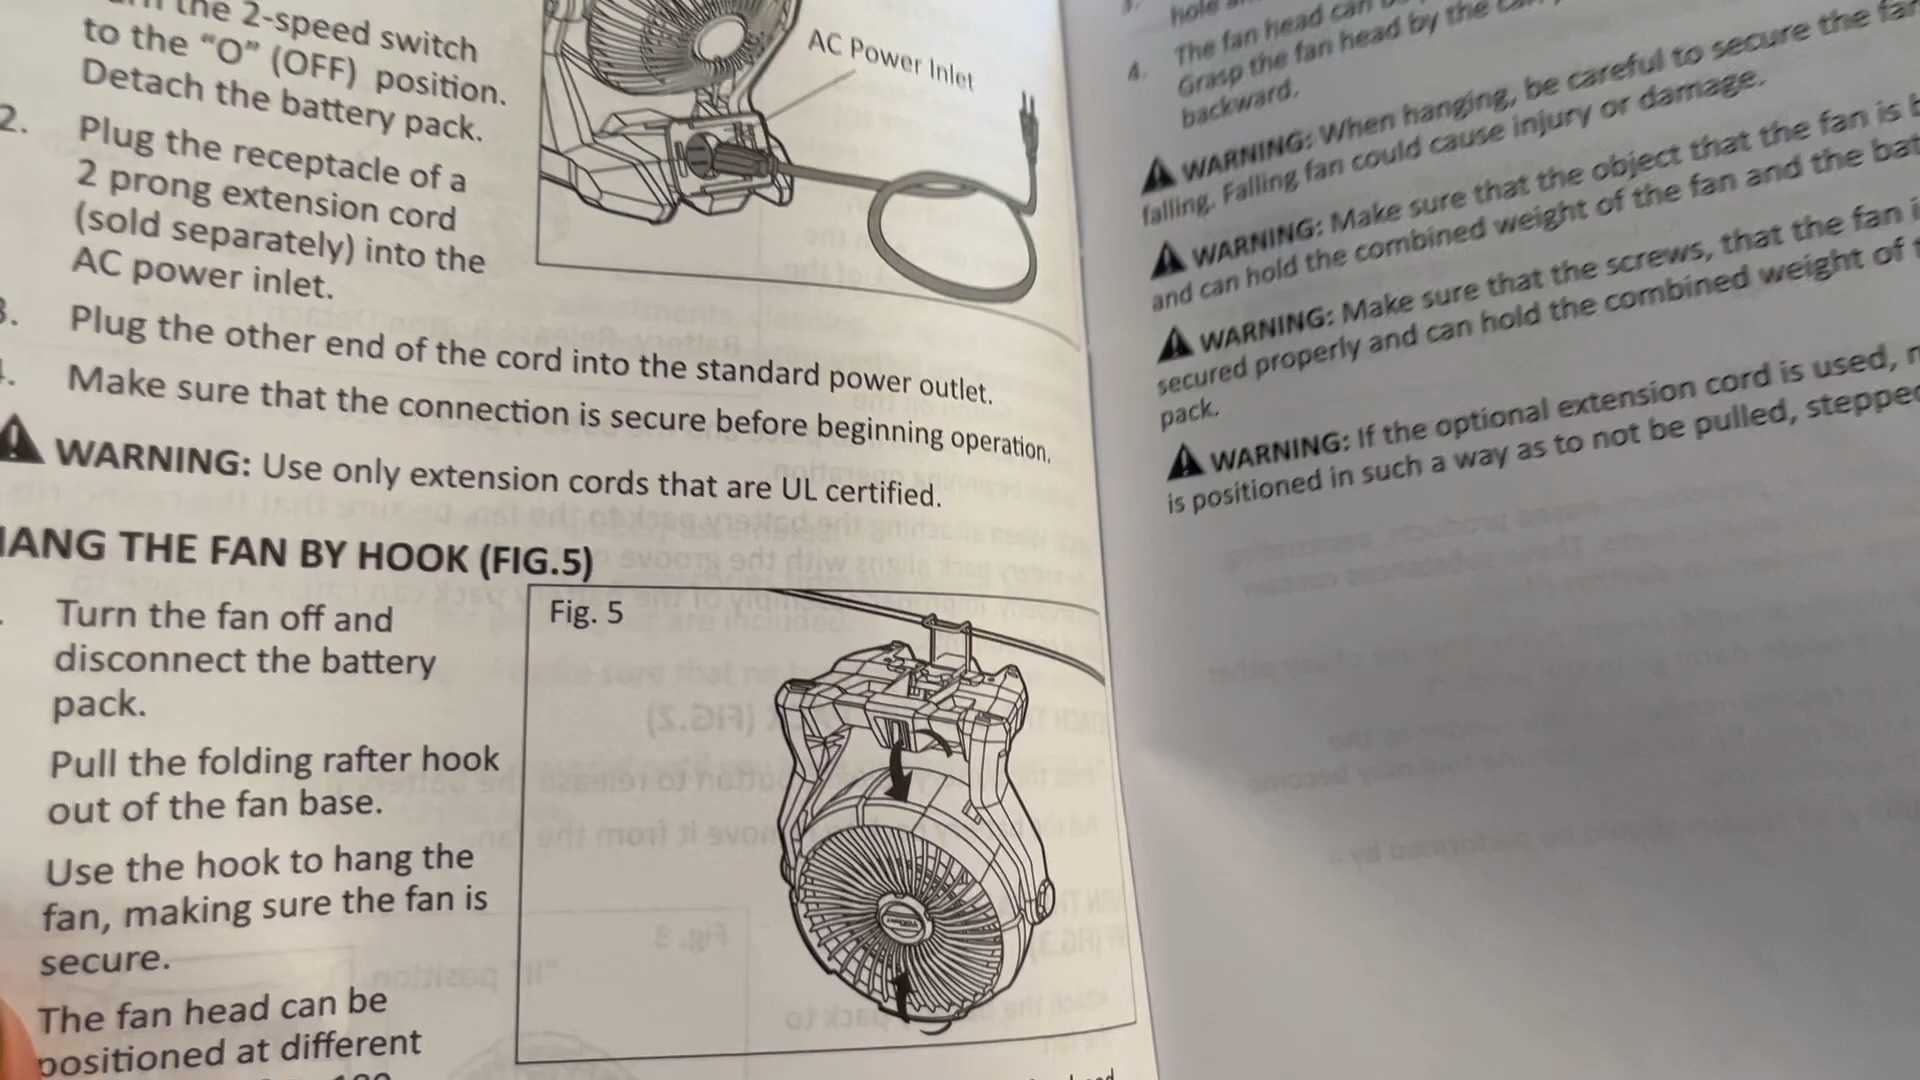 the 2-speed switch
to the “O” (OFF) position.
Detach the battery pack.
2. Plug the receptacle of a
2 prong extension cord
(sold separately) into the
AC power inlet.
Plug the other end of the cord into the standard power outlet.
Make sure that the connection is secure before beginning operation.
WARNING: Use only extension cords that are UL certified.
AC Power Inlet
HANG THE FAN BY HOOK (FIG.5)
Turn the fan off and
disconnect the battery
pack.
Pull the folding rafter hook
out of the fan base.
Use the hook to hang the
fan, making sure the fan is
secure.
The fan head can be
positioned at different
Fig. 5
hole
4. The fan head can
Grasp the fan head by the
backward.
WARNING: When hanging, be careful to secure the
falling. Falling fan could cause injury or damage.
WARNING: Make sure that the object that the fan is
and can hold the combined weight of the fan and the
WARNING: Make sure that the screws, that the fan
secured properly and can hold the combined weight of
pack.
WARNING: If the optional extension cord is used,
is positioned in such a way as to not be pulled, stepped